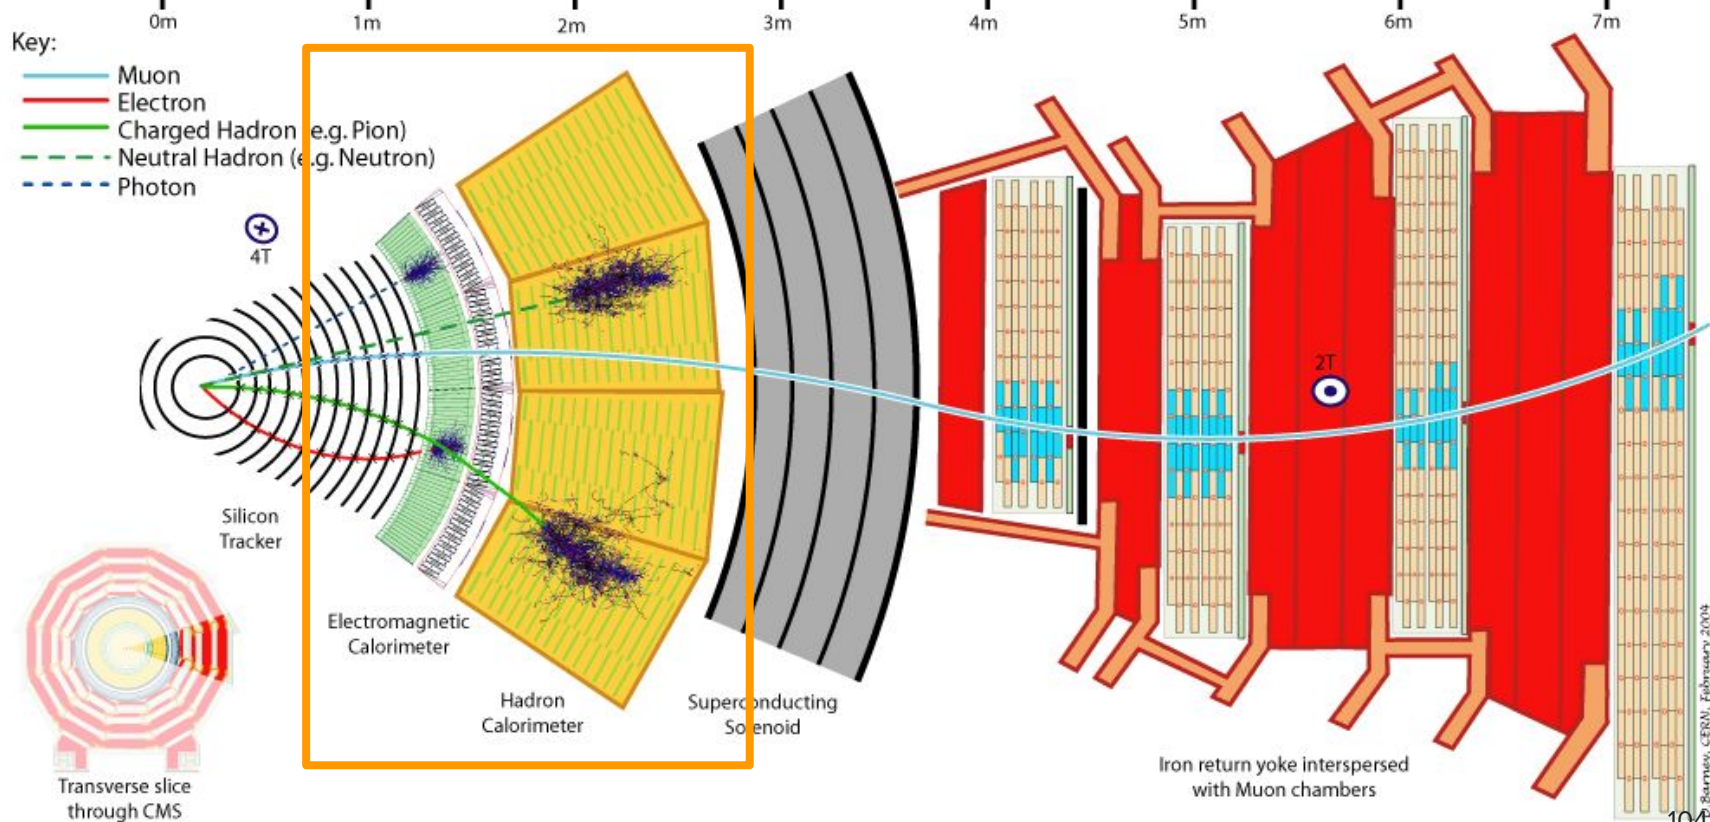 0m 1m 2m 3m 4m 5m 6m 7m
Key:
Muon
Electron
Charged Hadron (e.g. Pion)
Neutral Hadron (e.g. Neutron)
Photon
4T
2T
Silicon
Tracker
Electromagnetic
Calorimeter
Hadron
Calorimeter
Superconducting
Solenoid
Iron return yoke interspersed
with Muon chambers
Transverse slice
through CMS
D.Barney, CERN, February 2004
104